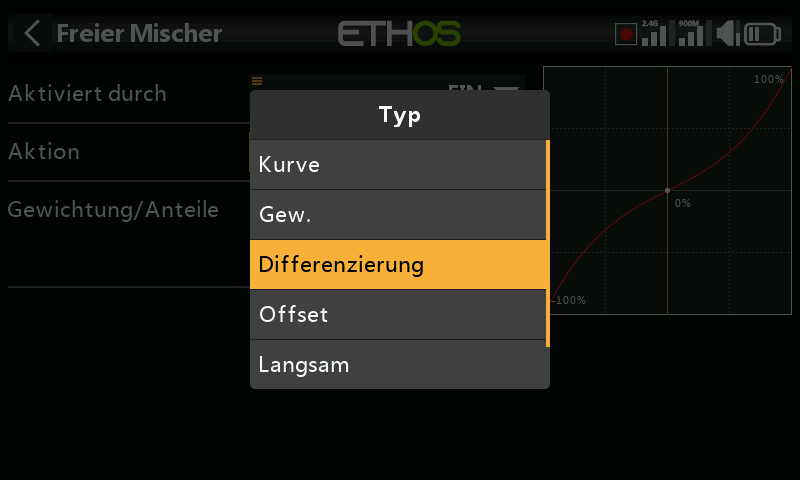 Freier Mischer
ETHOS
2.4G
900M
Aktiviert durch
EIN
Typ
100%
Aktion
Kurve
Gewichtung/Anteile
Gew.
0%
Differenzierung
-100%
Offset
Langsam